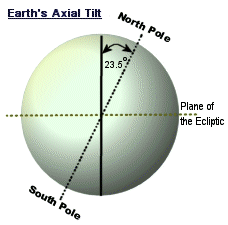 Earth's Axial Tilt
North Pole
23.5°
Plane of
the Ecliptic
South Pole